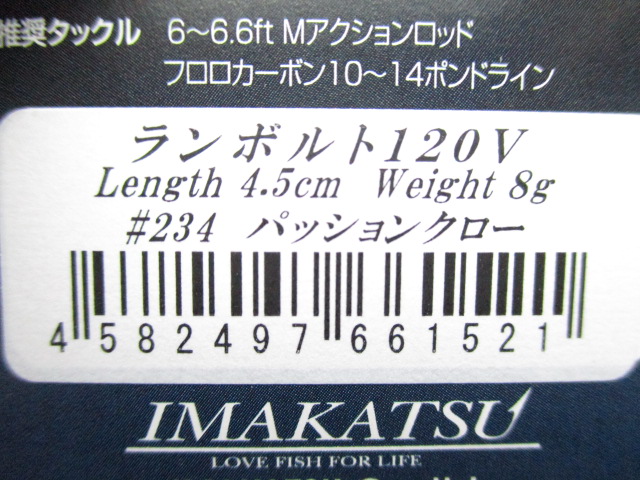 推奨タックル 6～6.6ft Mアクションロッド
フロロカーボン10～14ポンドライン
ランボルト120V
Length 4.5cm Weight 8g
#234 パッションクロー
4 582497 661521
IMAKATSU
LOVE FISH FOR LIFE